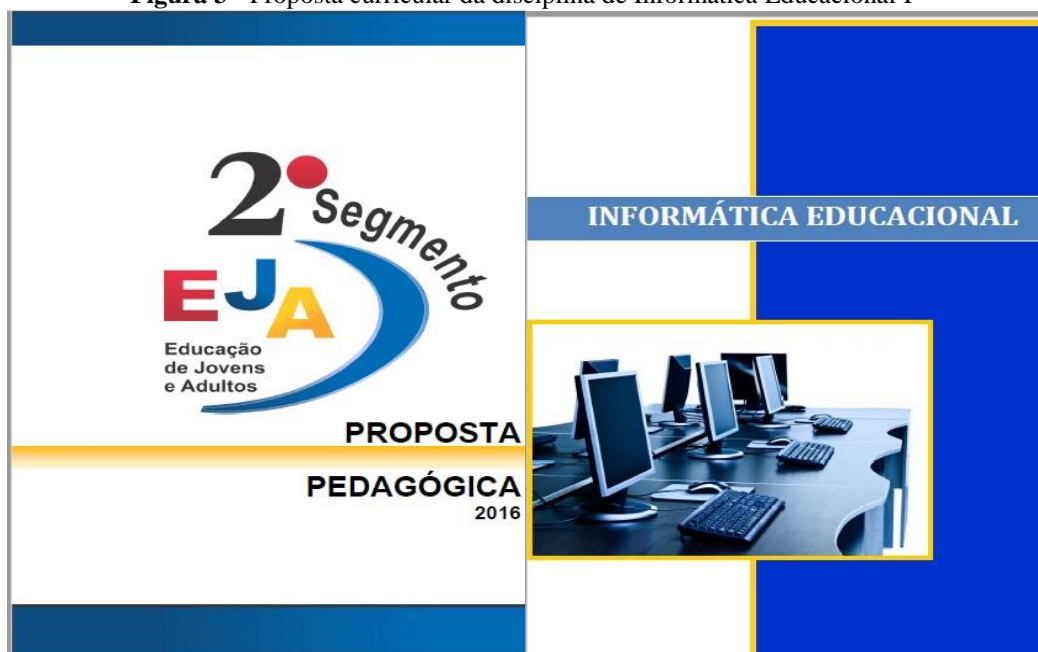 Figura 3 - Proposta curricular da disciplina de Informática Educacional I
2º Segmento
EJA
Educação
de Jovens
e Adultos
PROPOSTA
PEDAGÓGICA
2016
INFORMÁTICA EDUCACIONAL